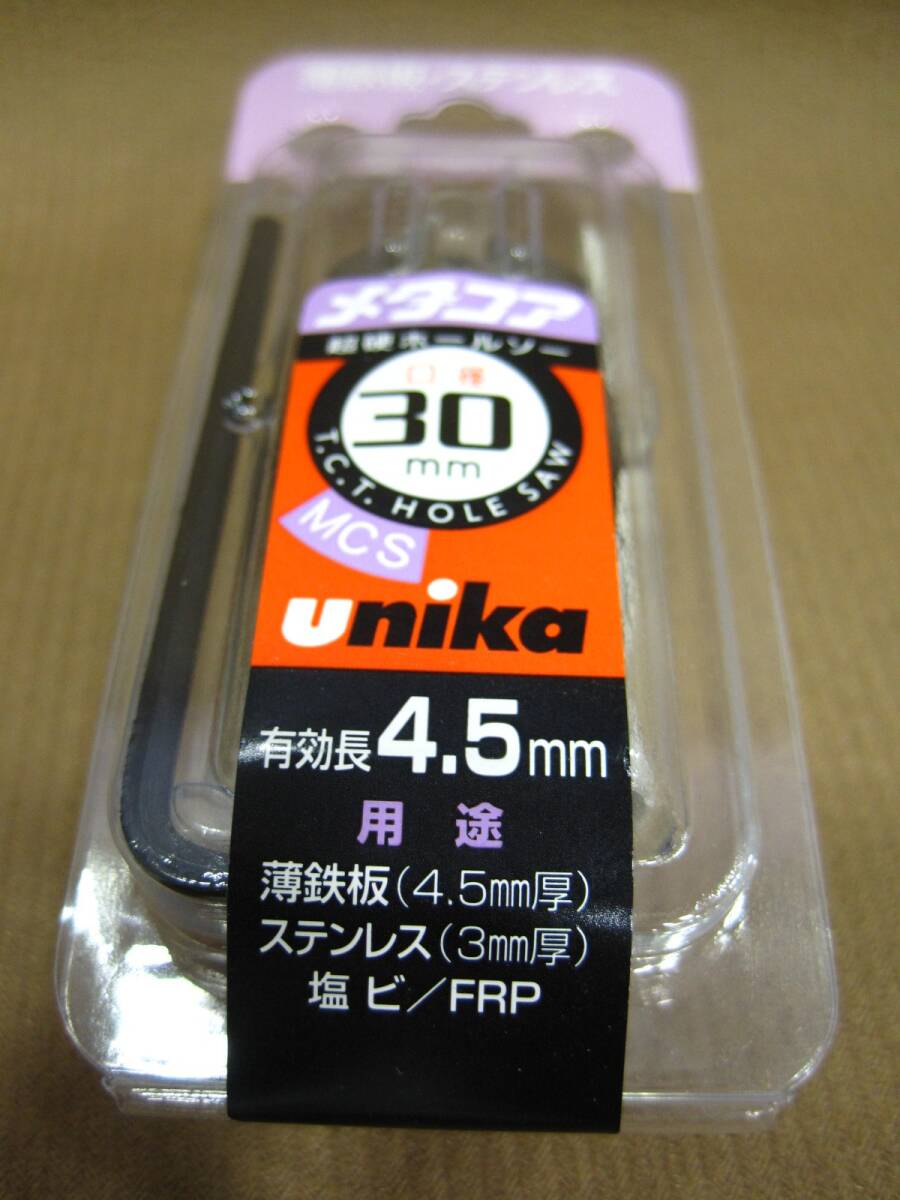 薄鉄板/ステンレス
メタコア
超硬ホールソー
口径
30
mm
T.C.T. HOLE SAW
MCS
unika
有効長4.5mm
用途
薄鉄板(4.5mm厚)
ステンレス(3mm厚)
塩ビ/FRP